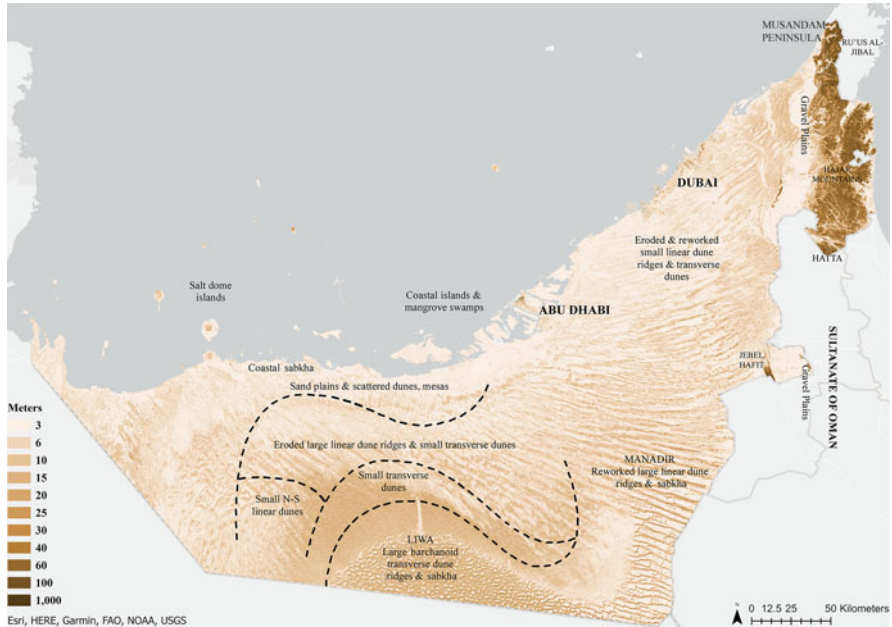 MUSANDAM
PENINSULA
RU'US AL-
JIBAL
Gravel Plains
HAJAR
MOUNTAINS
DUBAI
Eroded & reworked
small linear dune
ridges & transverse
dunes
HATTA
Salt dome
islands
Coastal islands &
mangrove swamps
ABU DHABI
SULTANATE OF OMAN
JEBEL
HAFIT
Gravel Plains
Coastal sabkha
Sand plains & scattered dunes, mesas
Eroded large linear dune ridges & small transverse dunes
MANADIR
Reworked large linear dune
ridges & sabkha
Small transverse
dunes
Small N-S
linear dunes
LIWA
Large barchanoid
transverse dune
ridges & sabkha
Meters
3
6
10
15
20
25
30
40
60
100
1,000
N
0 12.5 25 50 Kilometers
Esri, HERE, Garmin, FAO, NOAA, USGS